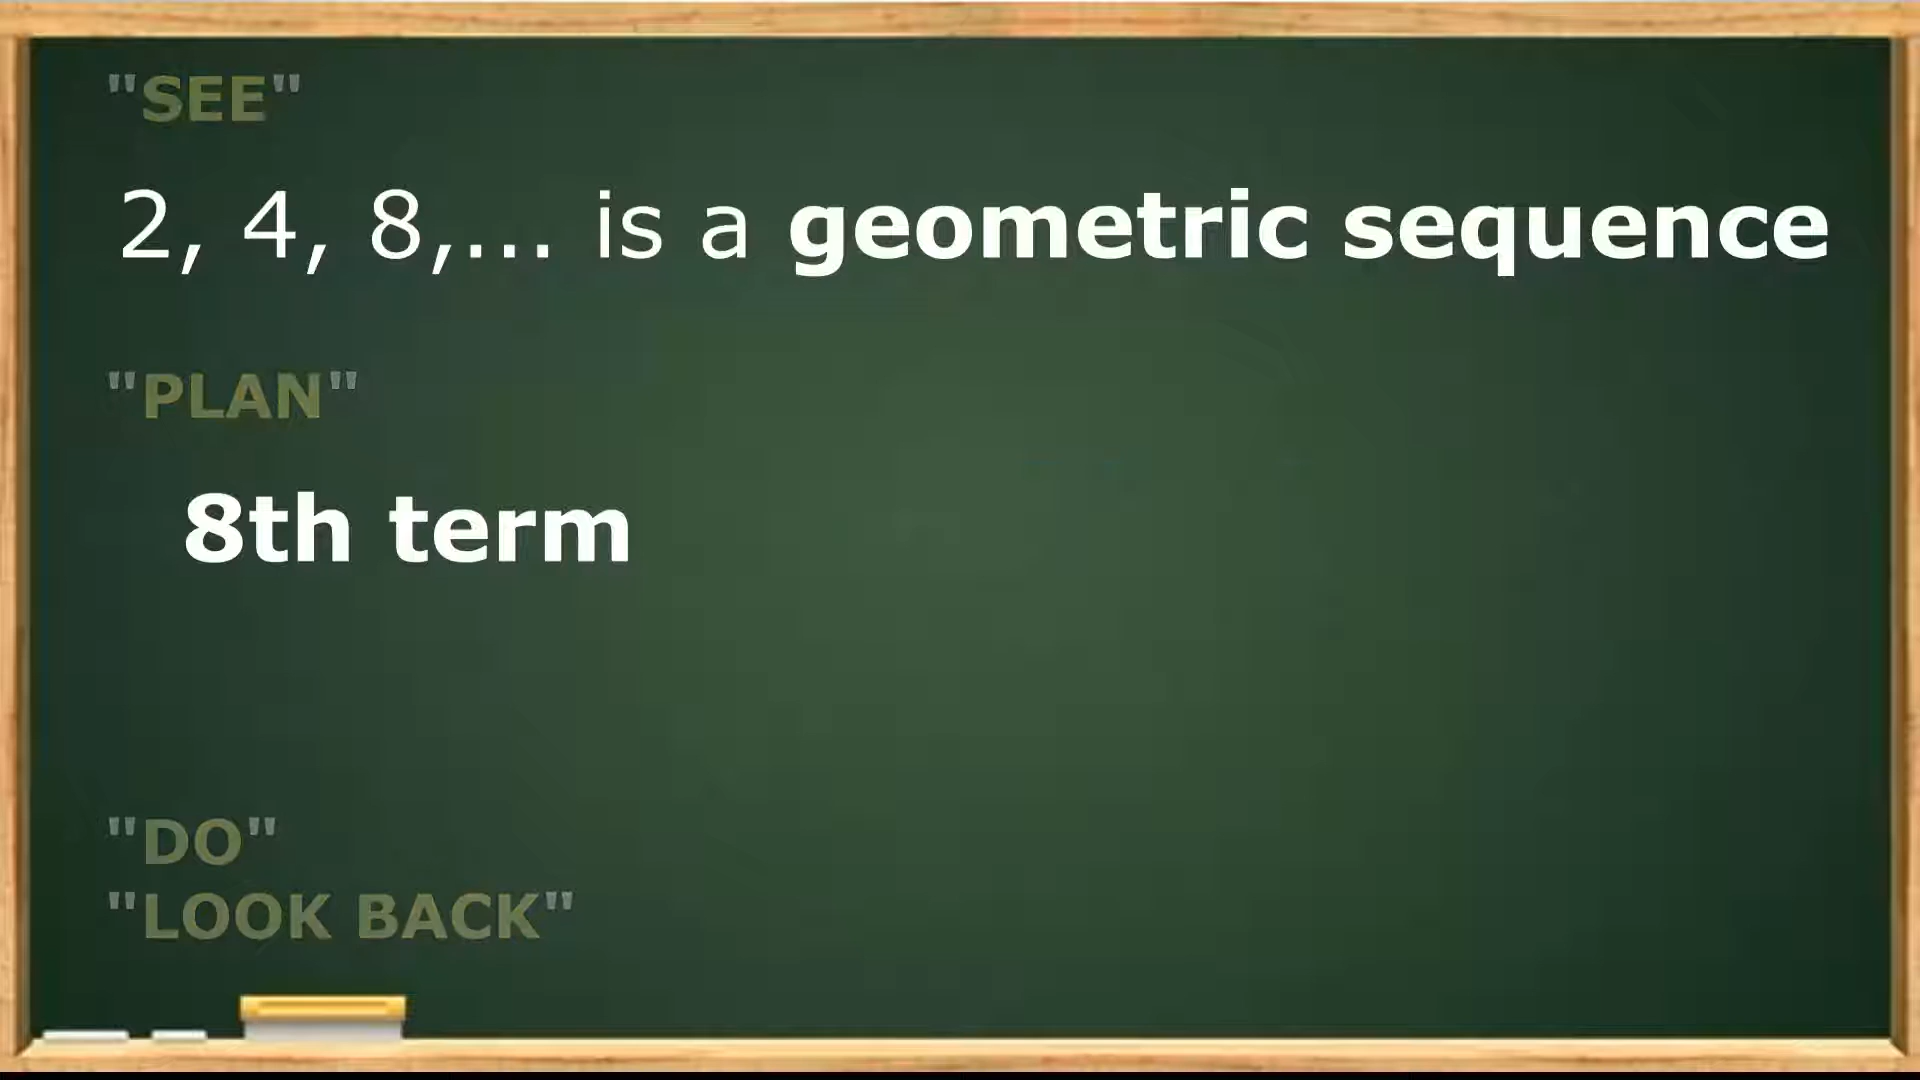 "SEE"
2, 4, 8,... is a geometric sequence
"PLAN"
8th term
"DO"
"LOOK BACK"